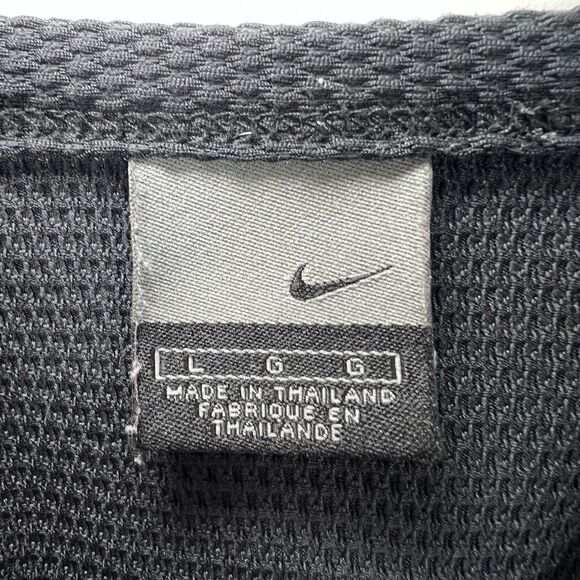 L G G
MADE IN THAILAND
FABRIQUE EN
THAILANDE